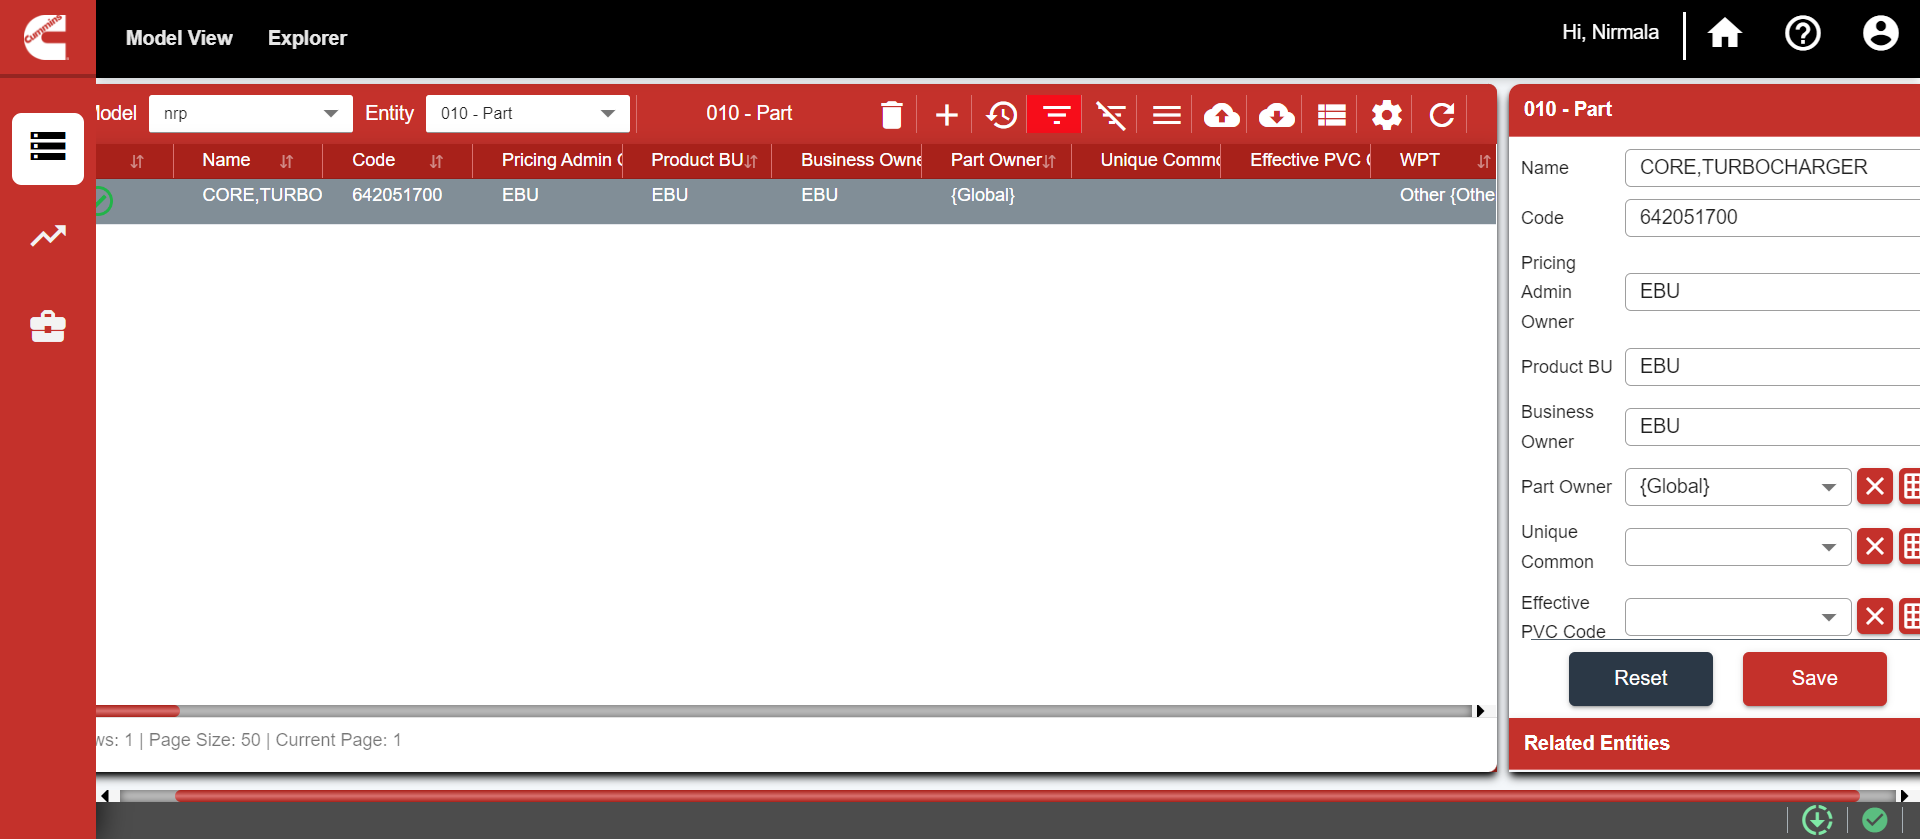 Cummins
Model View Explorer
Hi, Nirmala
Model nrp Entity 010 - Part 010 - Part
Name Code Pricing Admin O Product BU Business Owne Part Owner Unique Commo Effective PVC C WPT
CORE,TURBO 642051700 EBU EBU EBU {Global} Other {Othe
ws: 1 | Page Size: 50 | Current Page: 1
010 - Part
Name CORE,TURBOCHARGER
Code 642051700
Pricing
Admin EBU
Owner
Product BU EBU
Business
Owner
EBU
Part Owner {Global}
Unique
Common
Effective
PVC Code
Reset Save
Related Entities